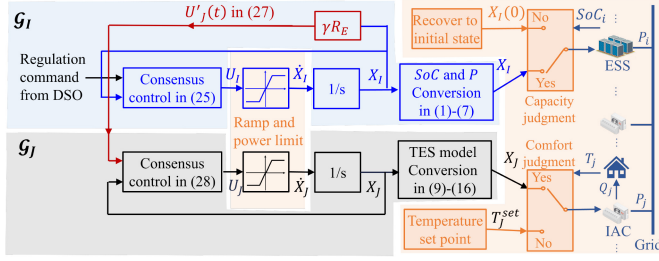 𝒢_I
U'_J(t) in (27)
γR_E
Regulation
command
from DSO
Consensus
control in (25)
U_I
Ẋ_I
1/s
X_I
SoC and P
Conversion
in (1)-(7)
X_I
Recover to
initial state
X_I(0)
No
Yes
SoC_i
P_i
ESS
Capacity
judgment
Ramp and
power limit
𝒢_J
Consensus
control in (28)
U_J
Ẋ_J
1/s
X_J
TES model
Conversion
in (9)-(16)
X_J
Comfort
judgment
Yes
No
T_j
Q_j
P_j
IAC
Temperature
set point
T_J^set
Grid